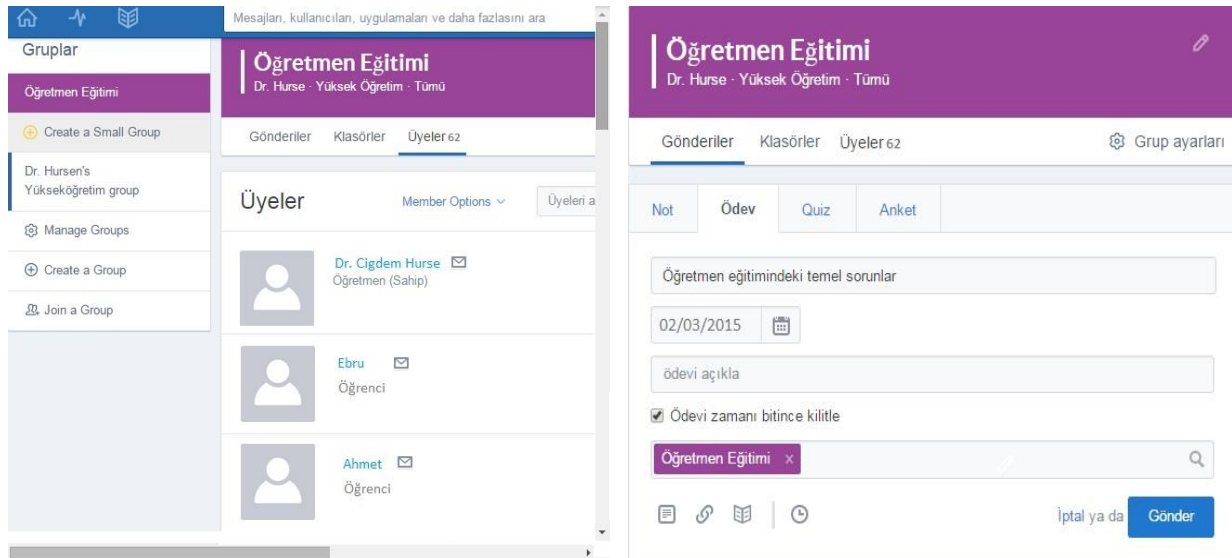 Mesajları, kullanıcıları, uygulamaları ve daha fazlasını ara
Gruplar
Öğretmen Eğitimi
Create a Small Group
Dr. Hursen's
Yükseköğretim group
Manage Groups
Create a Group
Join a Group
Öğretmen Eğitimi
Dr. Hurse · Yüksek Öğretim · Tümü
Gönderiler Klasörler Üyeler 62
Üyeler Member Options Üyeleri a
Dr. Cigdem Hurse
Öğretmen (Sahip)
Ebru
Öğrenci
Ahmet
Öğrenci
Öğretmen Eğitimi
Dr. Hurse · Yüksek Öğretim · Tümü
Gönderiler Klasörler Üyeler 62 Grup ayarları
Not Ödev Quiz Anket
Öğretmen eğitimindeki temel sorunlar
02/03/2015
ödevi açıkla
Ödevi zamanı bitince kilitle
Öğretmen Eğitimi x
İptal ya da Gönder